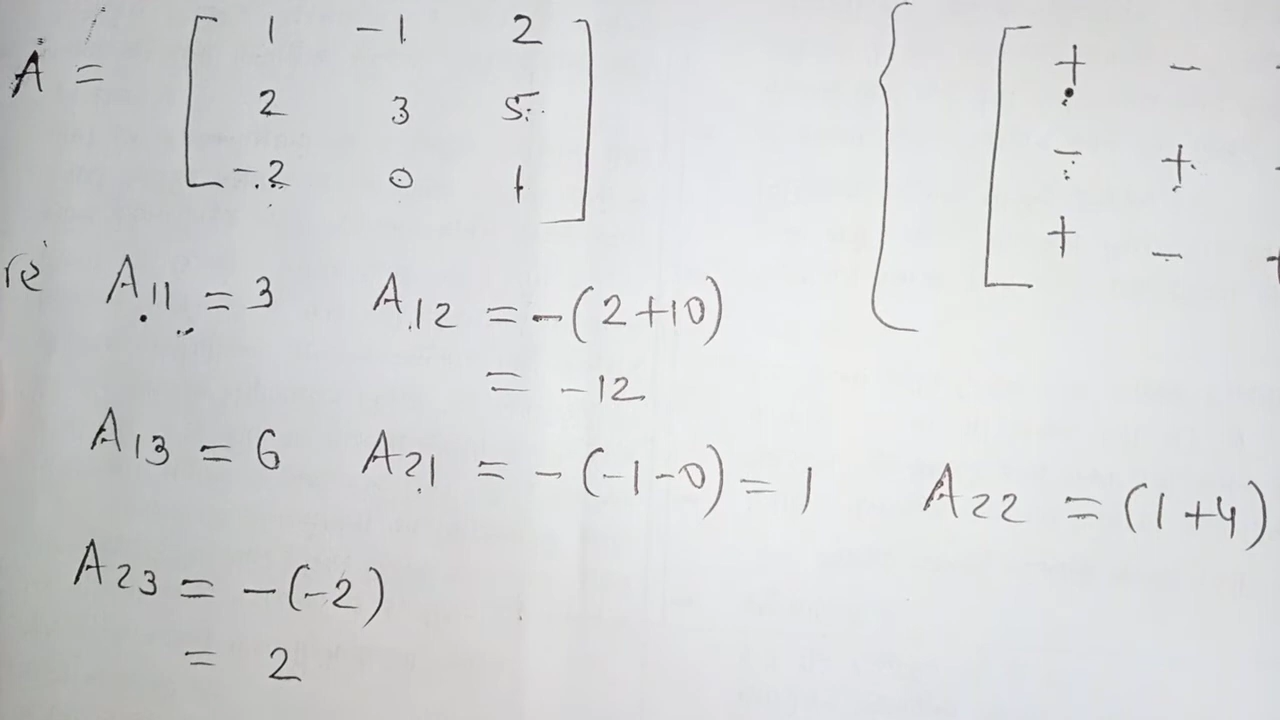 A = [ 1 -1 2
2 3 5
-2 0 1 ]
{ [ + -
- +
+ - +
A11 = 3 A12 = -(2+10)
= -12
A13 = 6 A21 = -(-1-0) = 1 A22 = (1+4)
A23 = -(-2)
= 2